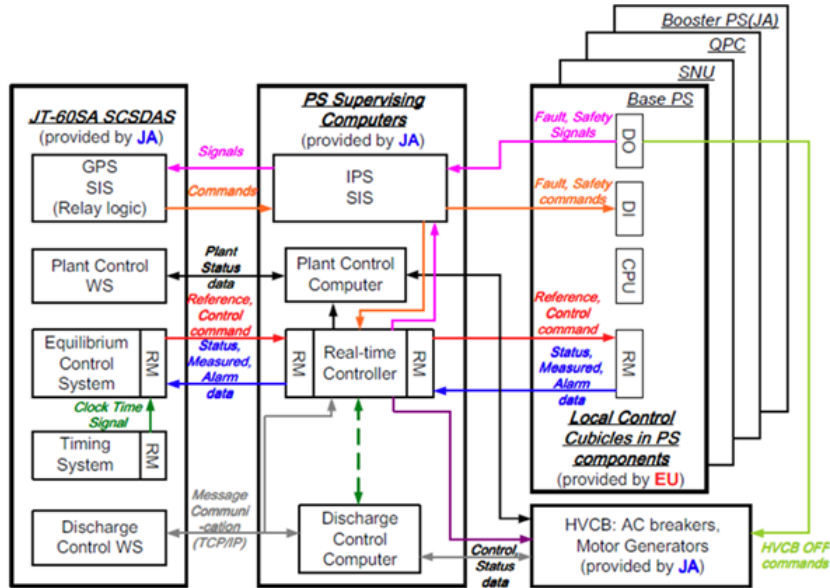 Booster PS(JA)
QPC
SNU
Base PS
JT-60SA SCSDAS
(provided by JA)
GPS
SIS
(Relay logic)
Plant Control
WS
Equilibrium
Control
System
RM
Clock Time
Signal
Timing
System
RM
Discharge
Control WS
Signals
Commands
Plant
Status
data
Reference,
Control
command
Status,
Measured,
Alarm
data
Message
Communi
-cation
(TCP/IP)
PS Supervising
Computers
(provided by JA)
IPS
SIS
Plant Control
Computer
RM
Real-time
Controller
RM
Discharge
Control
Computer
Fault, Safety
Signals
Fault, Safety
commands
Reference,
Control
command
Status,
Measured,
Alarm
data
Control,
Status
data
DO
DI
CPU
RM
Local Control
Cubicles in PS
components
(provided by EU)
HVCB: AC breakers,
Motor Generators
(provided by JA)
HVCB OFF
commands